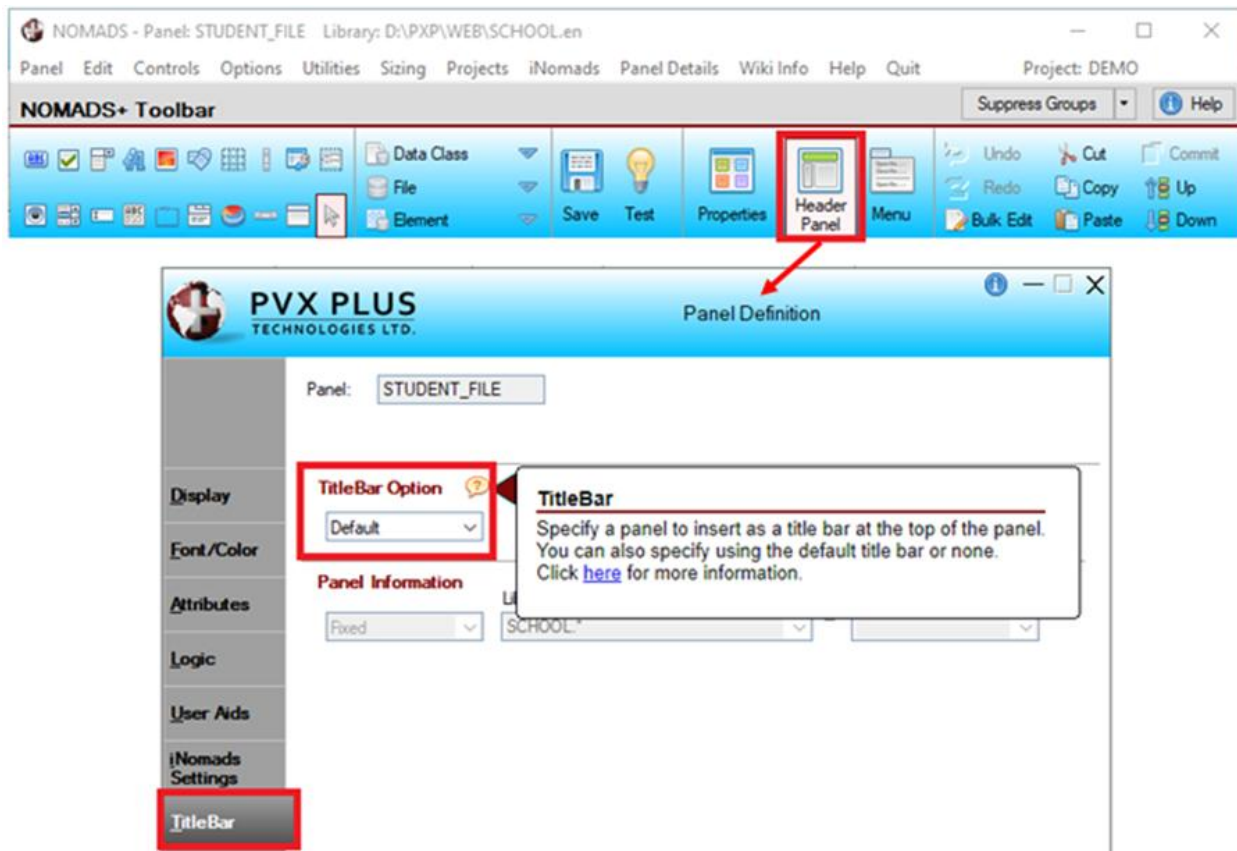 NOMADS - Panel: STUDENT_FILE Library: D:\PXP\WEB\SCHOOL.en
Panel Edit Controls Options Utilities Sizing Projects iNomads Panel Details Wiki Info Help Quit Project: DEMO
NOMADS+ Toolbar Suppress Groups Help
Data Class Undo Cut Commit
File Redo Copy Up
Element Save Test Properties Header Panel Menu Bulk Edit Paste Down
PVX PLUS
TECHNOLOGIES LTD.
Panel Definition
Panel: STUDENT_FILE
Display
Font/Color
Attributes
Logic
User Aids
iNomads
Settings
TitleBar
TitleBar Option
Default
TitleBar
Specify a panel to insert as a title bar at the top of the panel.
You can also specify using the default title bar or none.
Click here for more information.
Panel Information
Fixed SCHOOL.*